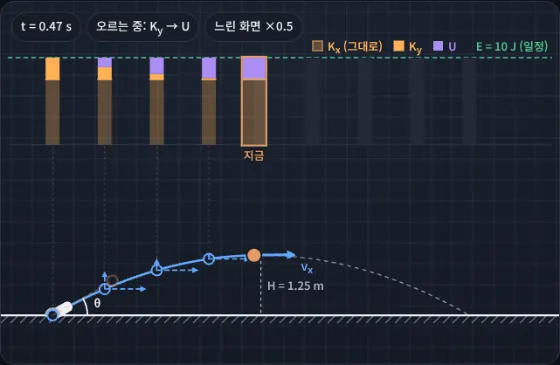 t = 0.47 s
오르는 중: Ky → U
느린 화면 ×0.5
Kx (그대로)
Ky
U
E = 10 J (일정)
지금
vx
H = 1.25 m
θ